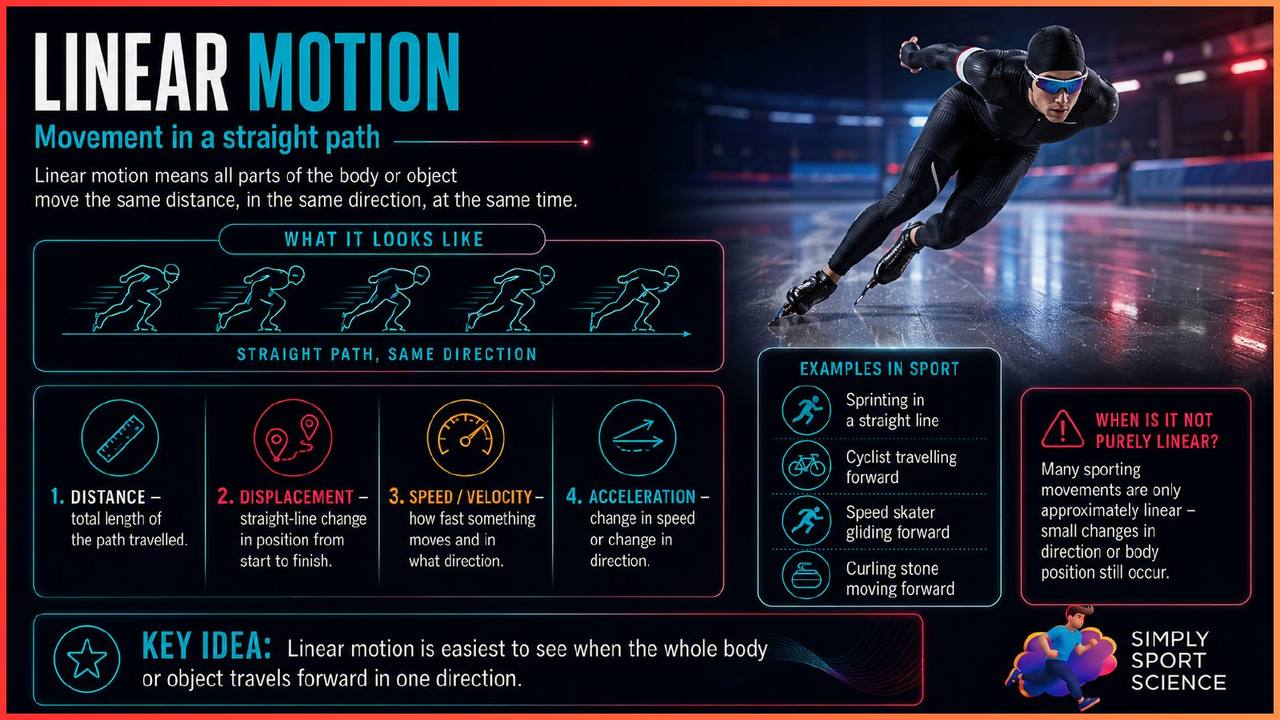 LINEAR MOTION
Movement in a straight path
Linear motion means all parts of the body or object
move the same distance, in the same direction, at the same time.
WHAT IT LOOKS LIKE
STRAIGHT PATH, SAME DIRECTION
1. DISTANCE –
total length of
the path travelled.
2. DISPLACEMENT –
straight-line change
in position from
start to finish.
3. SPEED / VELOCITY –
how fast something
moves and in
what direction.
4. ACCELERATION –
change in speed
or change in
direction.
EXAMPLES IN SPORT
Sprinting in
a straight line
Cyclist travelling
forward
Speed skater
gliding forward
Curling stone
moving forward
WHEN IS IT NOT
PURELY LINEAR?
Many sporting
movements are only
approximately linear –
small changes in
direction or body
position still occur.
KEY IDEA: Linear motion is easiest to see when the whole body
or object travels forward in one direction.
SIMPLY
SPORT
SCIENCE